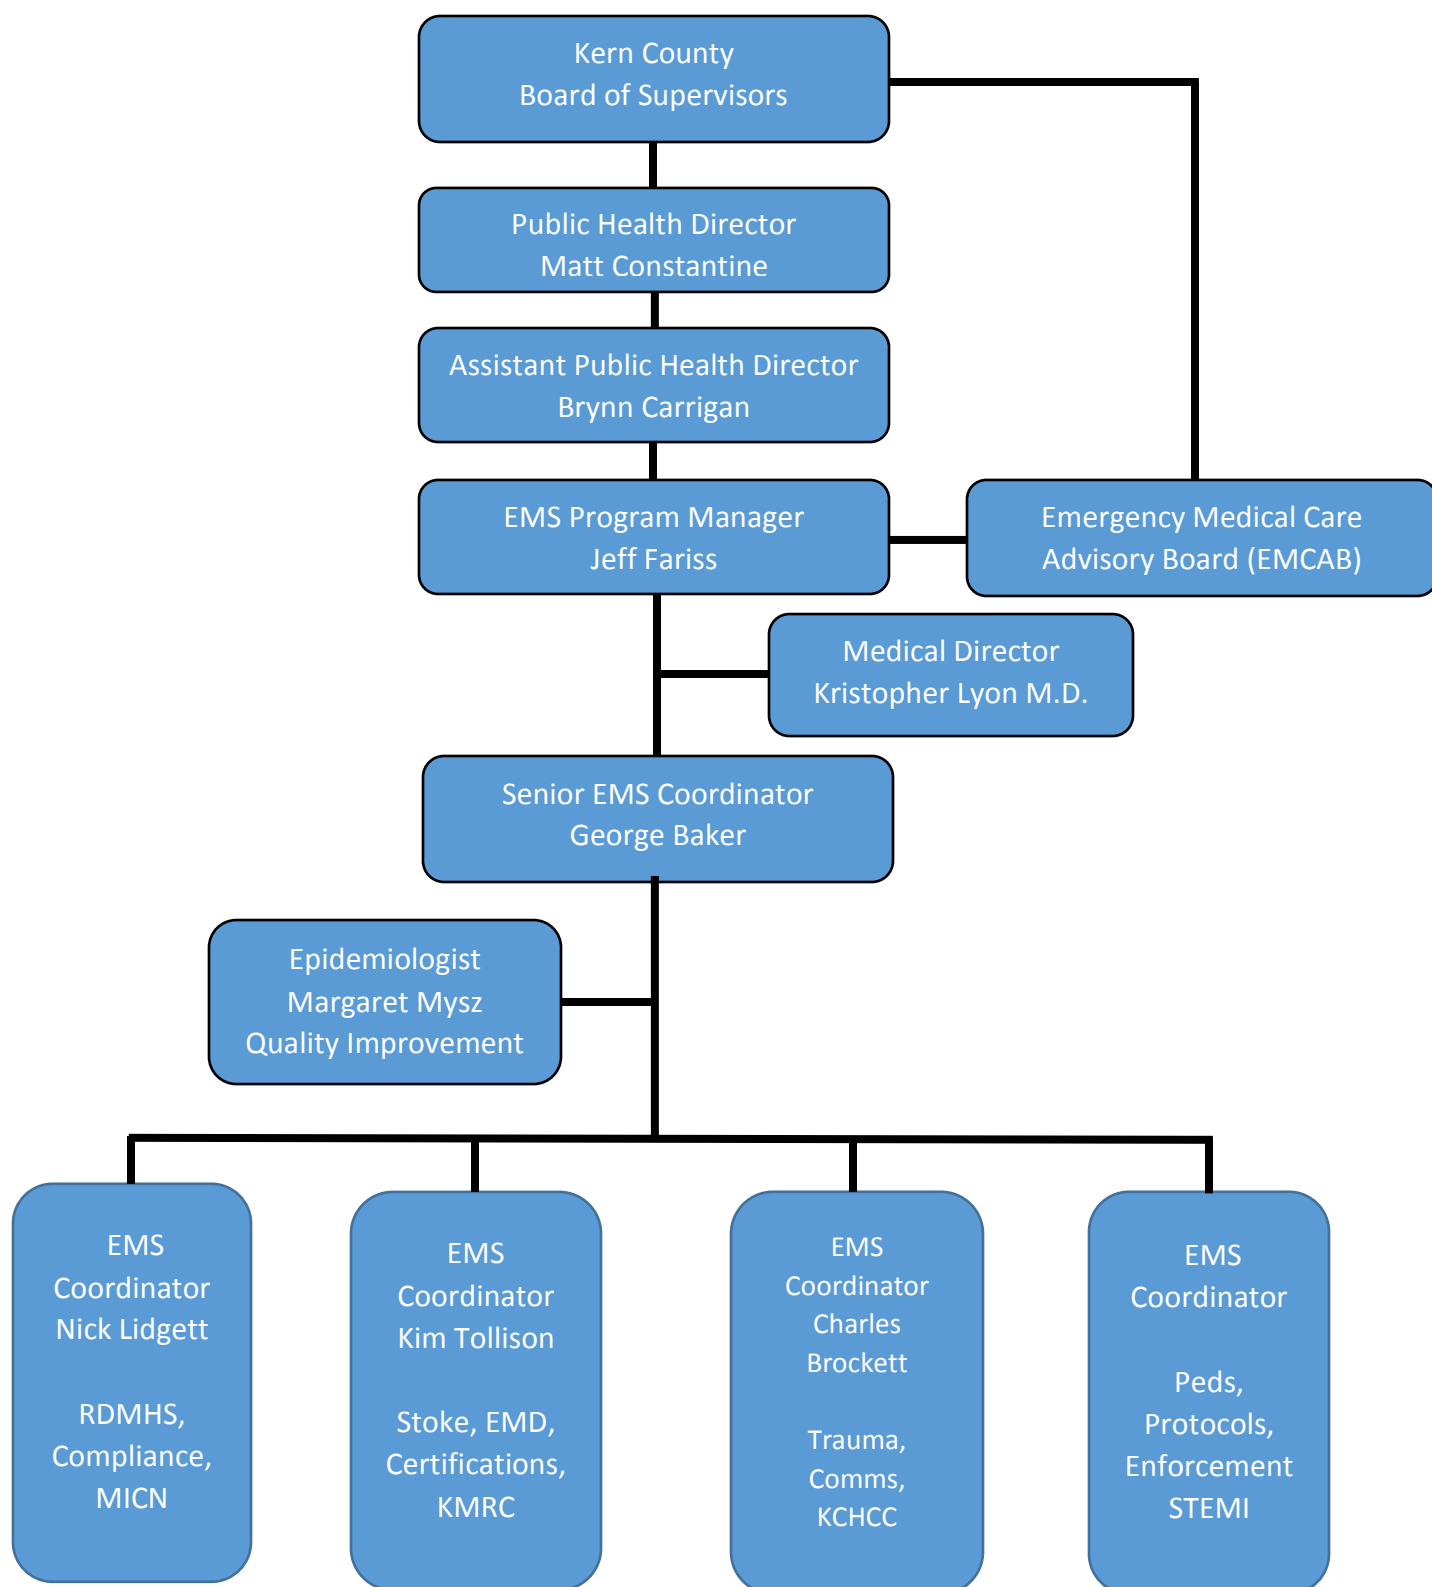 Kern County
Board of Supervisors
Public Health Director
Matt Constantine
Assistant Public Health Director
Brynn Carrigan
EMS Program Manager
Jeff Fariss
Emergency Medical Care
Advisory Board (EMCAB)
Medical Director
Kristopher Lyon M.D.
Senior EMS Coordinator
George Baker
Epidemiologist
Margaret Mysz
Quality Improvement
EMS
Coordinator
Nick Lidgett
RDMHS,
Compliance,
MICN
EMS
Coordinator
Kim Tollison
Stoke, EMD,
Certifications,
KMRC
EMS
Coordinator
Charles
Brockett
Trauma,
Comms,
KCHCC
EMS
Coordinator
Peds,
Protocols,
Enforcement
STEMI